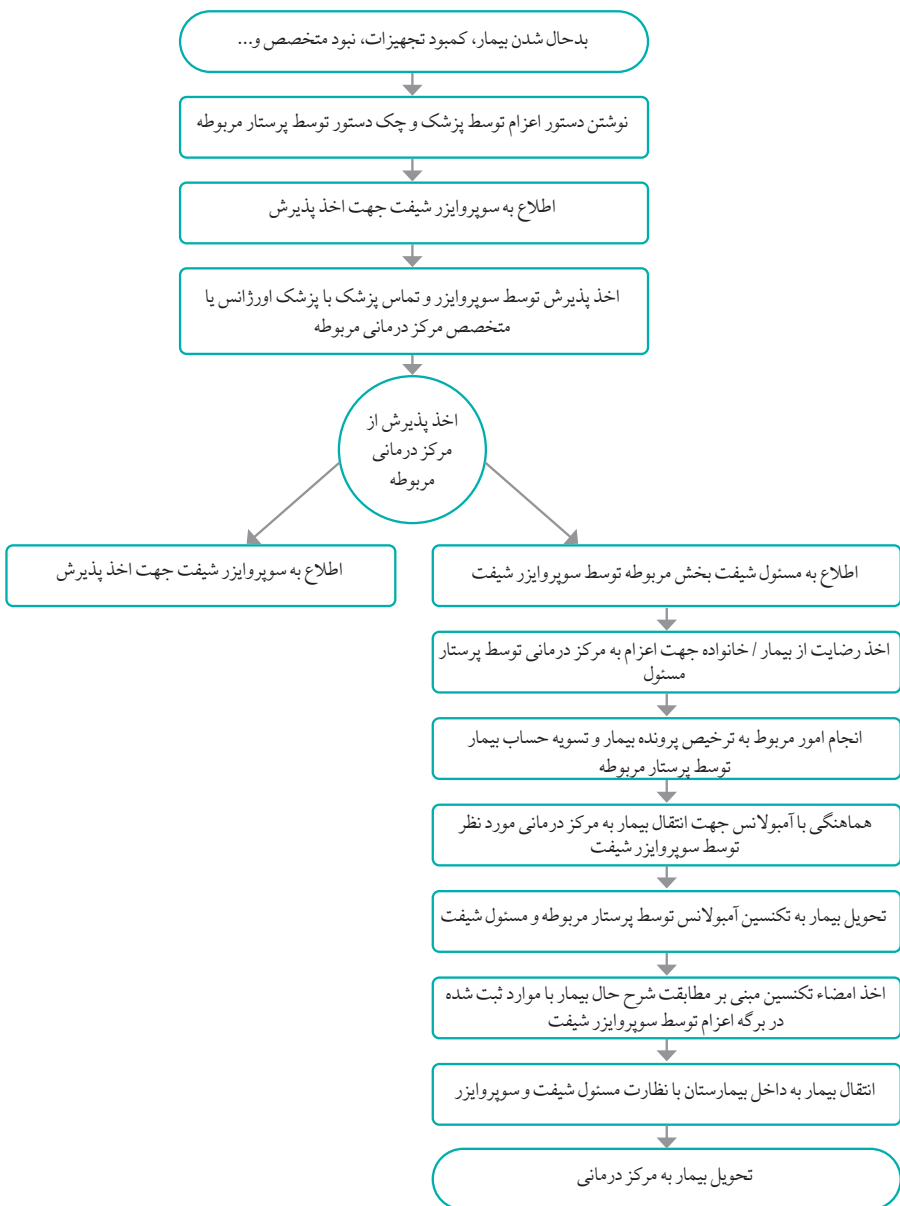 بدحال شدن بیمار، کمبود تجهیزات، نبود متخصص و...
نوشتن دستور اعزام توسط پزشک و چک دستور توسط پرستار مربوطه
اطلاع به سوپروایزر شیفت جهت اخذ پذیرش
اخذ پذیرش توسط سوپروایزر و تماس پزشک با پزشک اورژانس یا
متخصص مرکز درمانی مربوطه
اخذ پذیرش از
مرکز درمانی
مربوطه
اطلاع به مسئول شیفت بخش مربوطه توسط سوپروایزر شیفت
اطلاع به سوپروایزر شیفت جهت اخذ پذیرش
اخذ رضایت از بیمار / خانواده جهت اعزام به مرکز درمانی توسط پرستار
مسئول
انجام امور مربوط به ترخیص پرونده بیمار و تسویه حساب بیمار
توسط پرستار مربوطه
هماهنگی با آمبولانس جهت انتقال بیمار به مرکز درمانی مورد نظر
توسط سوپروایزر شیفت
تحویل بیمار به تکنسین آمبولانس توسط پرستار مربوطه و مسئول شیفت
اخذ امضاء تکنسین مبنی بر مطابقت شرح حال بیمار با موارد ثبت شده
در برگه اعزام توسط سوپروایزر شیفت
انتقال بیمار به داخل بیمارستان با نظارت مسئول شیفت و سوپروایزر
تحویل بیمار به مرکز درمانی